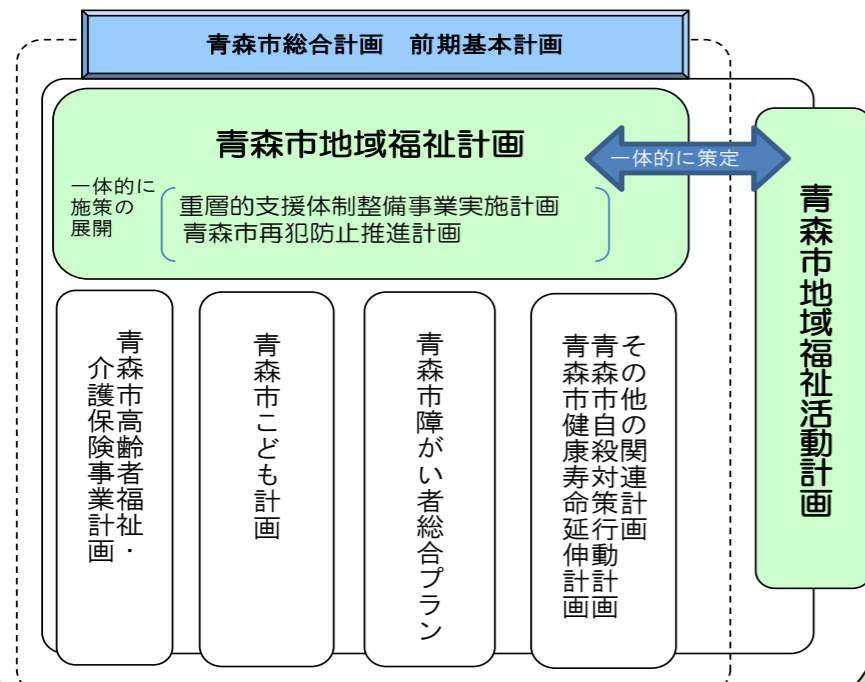 青森市総合計画　前期基本計画
青森市地域福祉計画
一体的に策定
一体的に
施策の
展開
重層的支援体制整備事業実施計画
青森市再犯防止推進計画
青森市地域福祉活動計画
青森市高齢者福祉・
介護保険事業計画
青森市こども計画
青森市障がい者総合プラン
その他の関連計画
青森市自殺対策行動計画
青森市健康寿命延伸計画